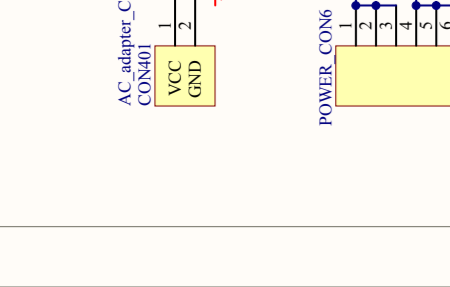 AC_adapter_C
CON401
1
2
VCC
GND
POWER_CON6
1
2
3
4
5
6